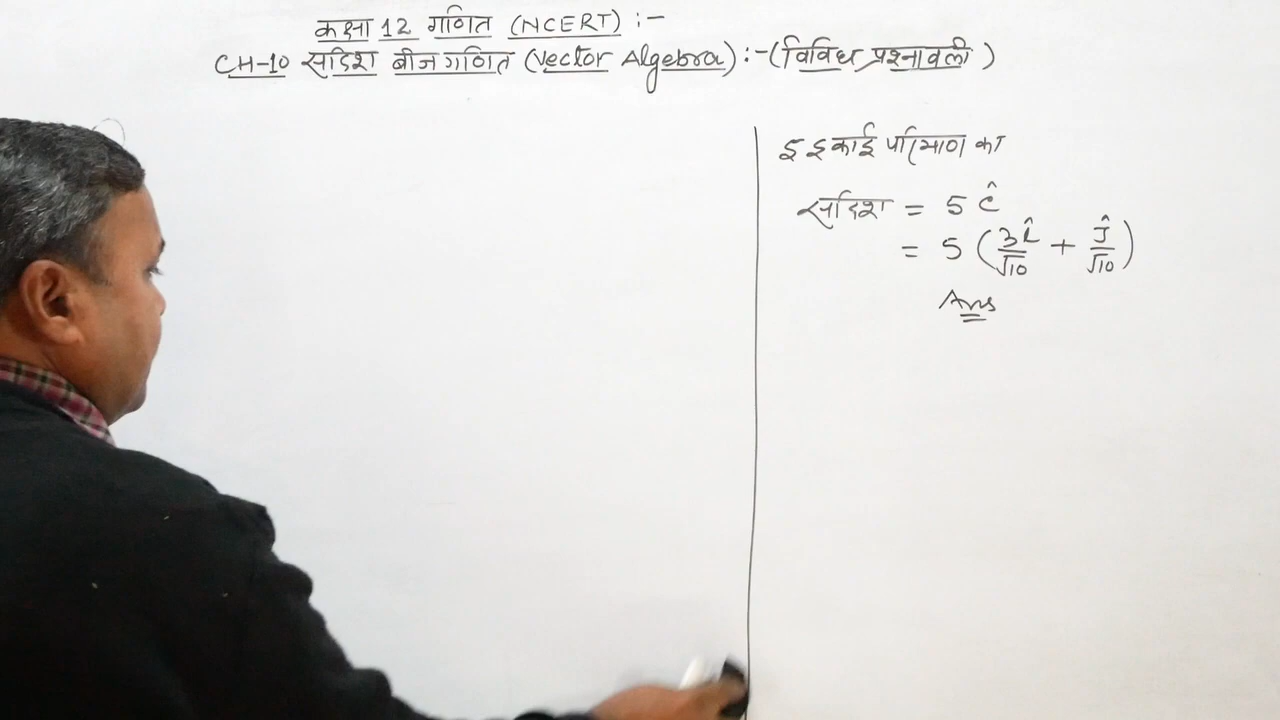 कक्षा 12 गणित (NCERT) :-
CH-10 सदिश बीजगणित (Vector Algebra) :- (विविध प्रश्नावली)
5 इकाई परिमाण का
सदिश = 5 ĉ
= 5 (3î/√10 + ĵ/√10)
Ans